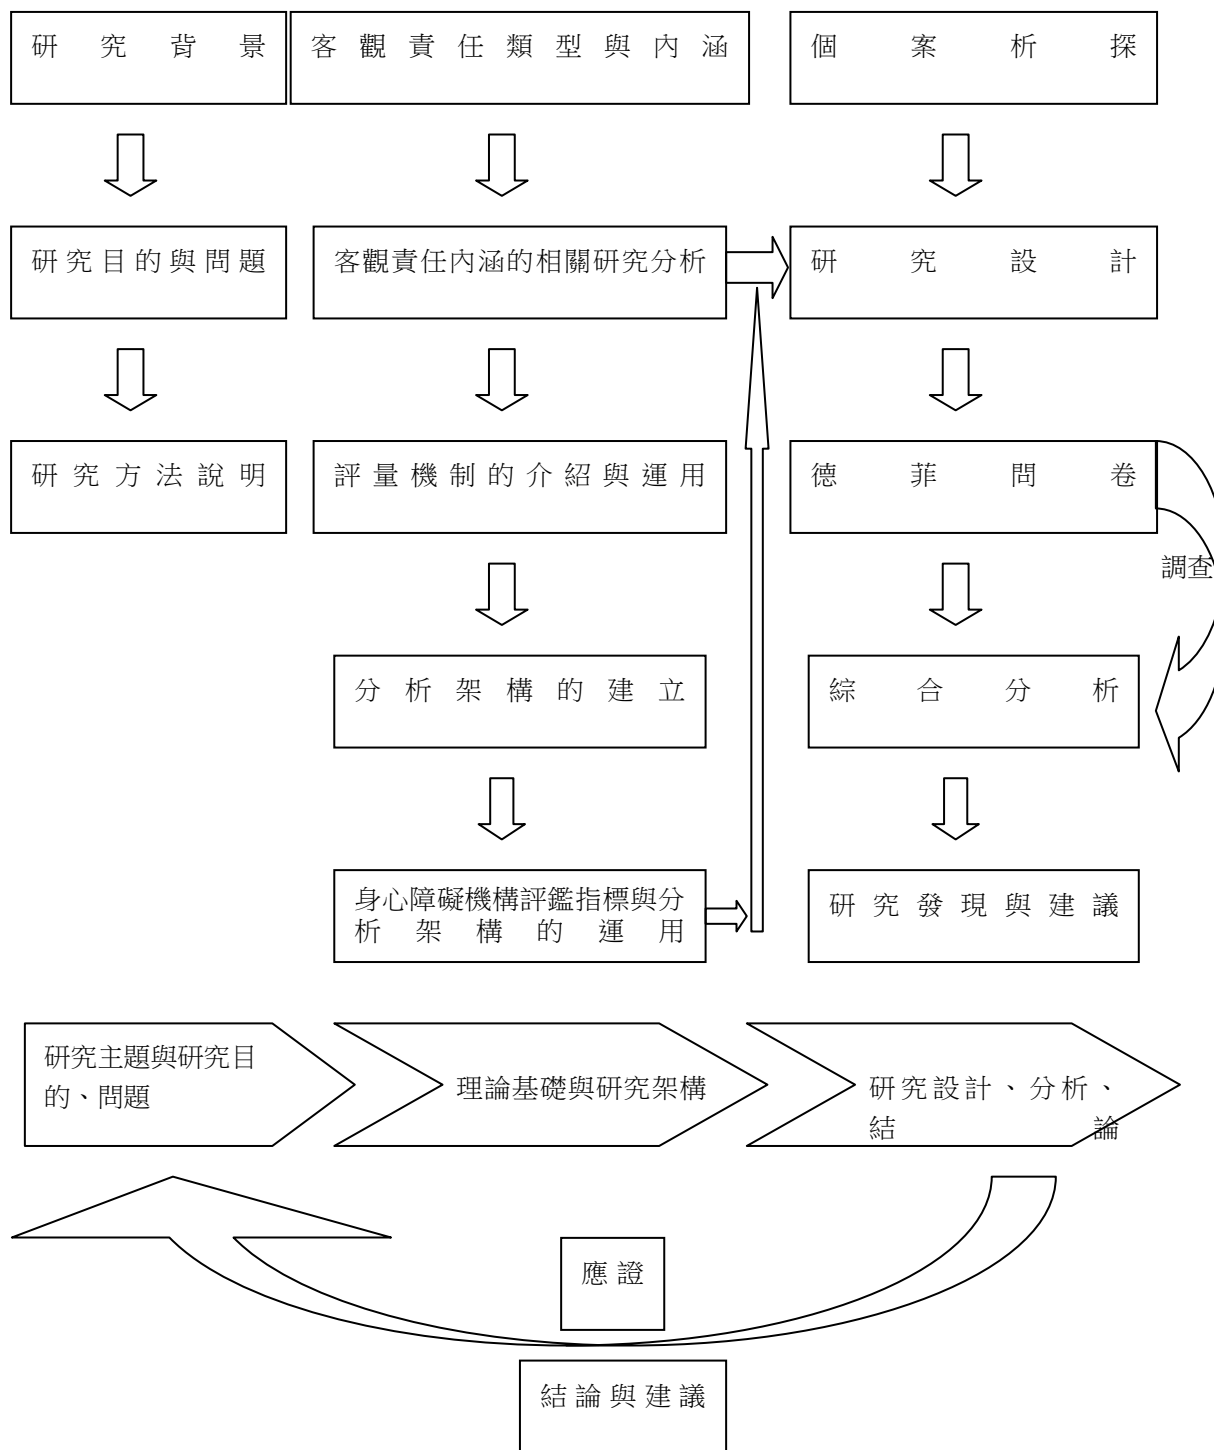 研究背景
客觀責任類型與內涵
個案析探
研究目的與問題
客觀責任內涵的相關研究分析
研究設計
研究方法說明
評量機制的介紹與運用
德菲問卷
調查
分析架構的建立
綜合分析
身心障礙機構評鑑指標與分
析架構的運用
研究發現與建議
研究主題與研究目
的、問題
理論基礎與研究架構
研究設計、分析、
結論
應證
結論與建議